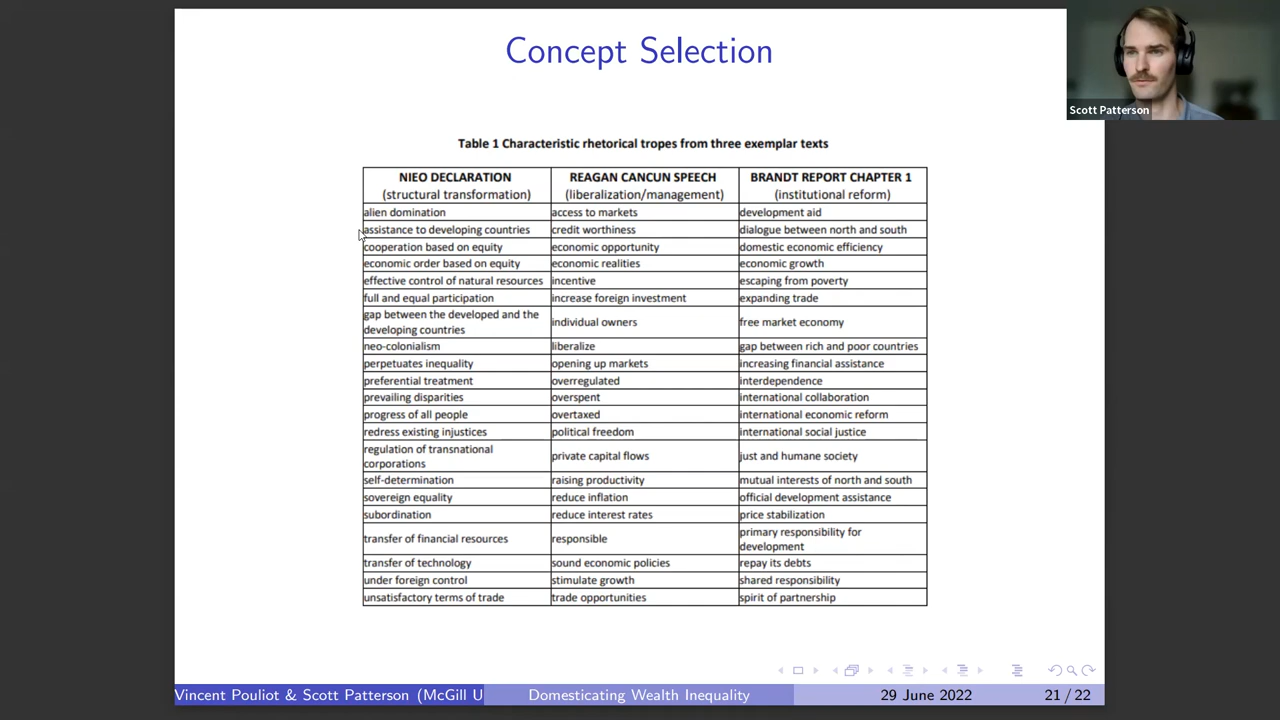 Concept Selection
Scott Patterson
Table 1 Characteristic rhetorical tropes from three exemplar texts
NIEO DECLARATION REAGAN CANCUN SPEECH BRANDT REPORT CHAPTER 1
(structural transformation) (liberalization/management) (institutional reform)
alien domination access to markets development aid
assistance to developing countries credit worthiness dialogue between north and south
cooperation based on equity economic opportunity domestic economic efficiency
economic order based on equity economic realities economic growth
effective control of natural resources incentive escaping from poverty
full and equal participation increase foreign investment expanding trade
gap between the developed and the
developing countries individual owners free market economy
neo-colonialism liberalize gap between rich and poor countries
perpetuates inequality opening up markets increasing financial assistance
preferential treatment overregulated interdependence
prevailing disparities overspent international collaboration
progress of all people overtaxed international economic reform
redress existing injustices political freedom international social justice
regulation of transnational
corporations private capital flows just and humane society
self-determination raising productivity mutual interests of north and south
sovereign equality reduce inflation official development assistance
subordination reduce interest rates price stabilization
transfer of financial resources responsible primary responsibility for
development
transfer of technology sound economic policies repay its debts
under foreign control stimulate growth shared responsibility
unsatisfactory terms of trade trade opportunities spirit of partnership
Vincent Pouliot & Scott Patterson (McGill U Domesticating Wealth Inequality 29 June 2022 21 / 22